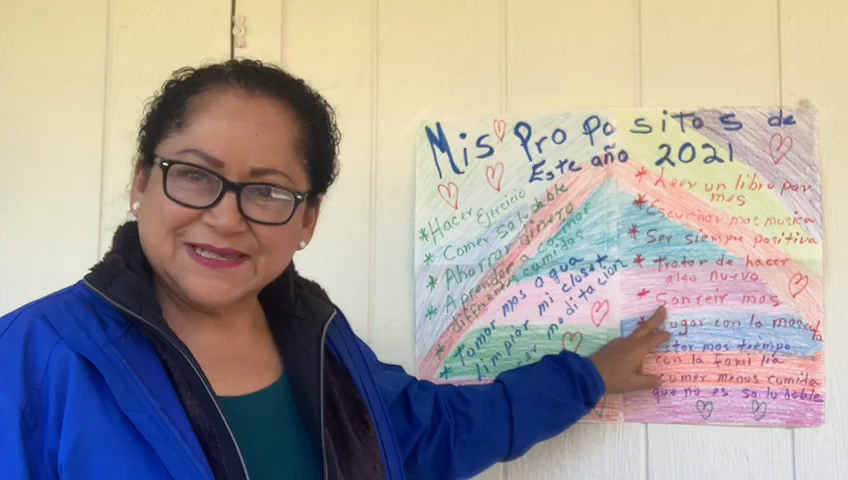 Mis Propositos de
Este año 2021
* Hacer Ejercicio
* Comer Saludable
* Ahorrar dinero
* Aprender a
diferentes comidas
* tomar mas agua
* limpiar mi closet
meditacion
* Leer un libro por
mes
* Escuchar mas musica
* Ser siempre positiva
* tratar de hacer
algo nuevo
* Sonreir mas
* Jugar con la mascota
mas tiempo
con la familia
comer menos comida
que no es saludable